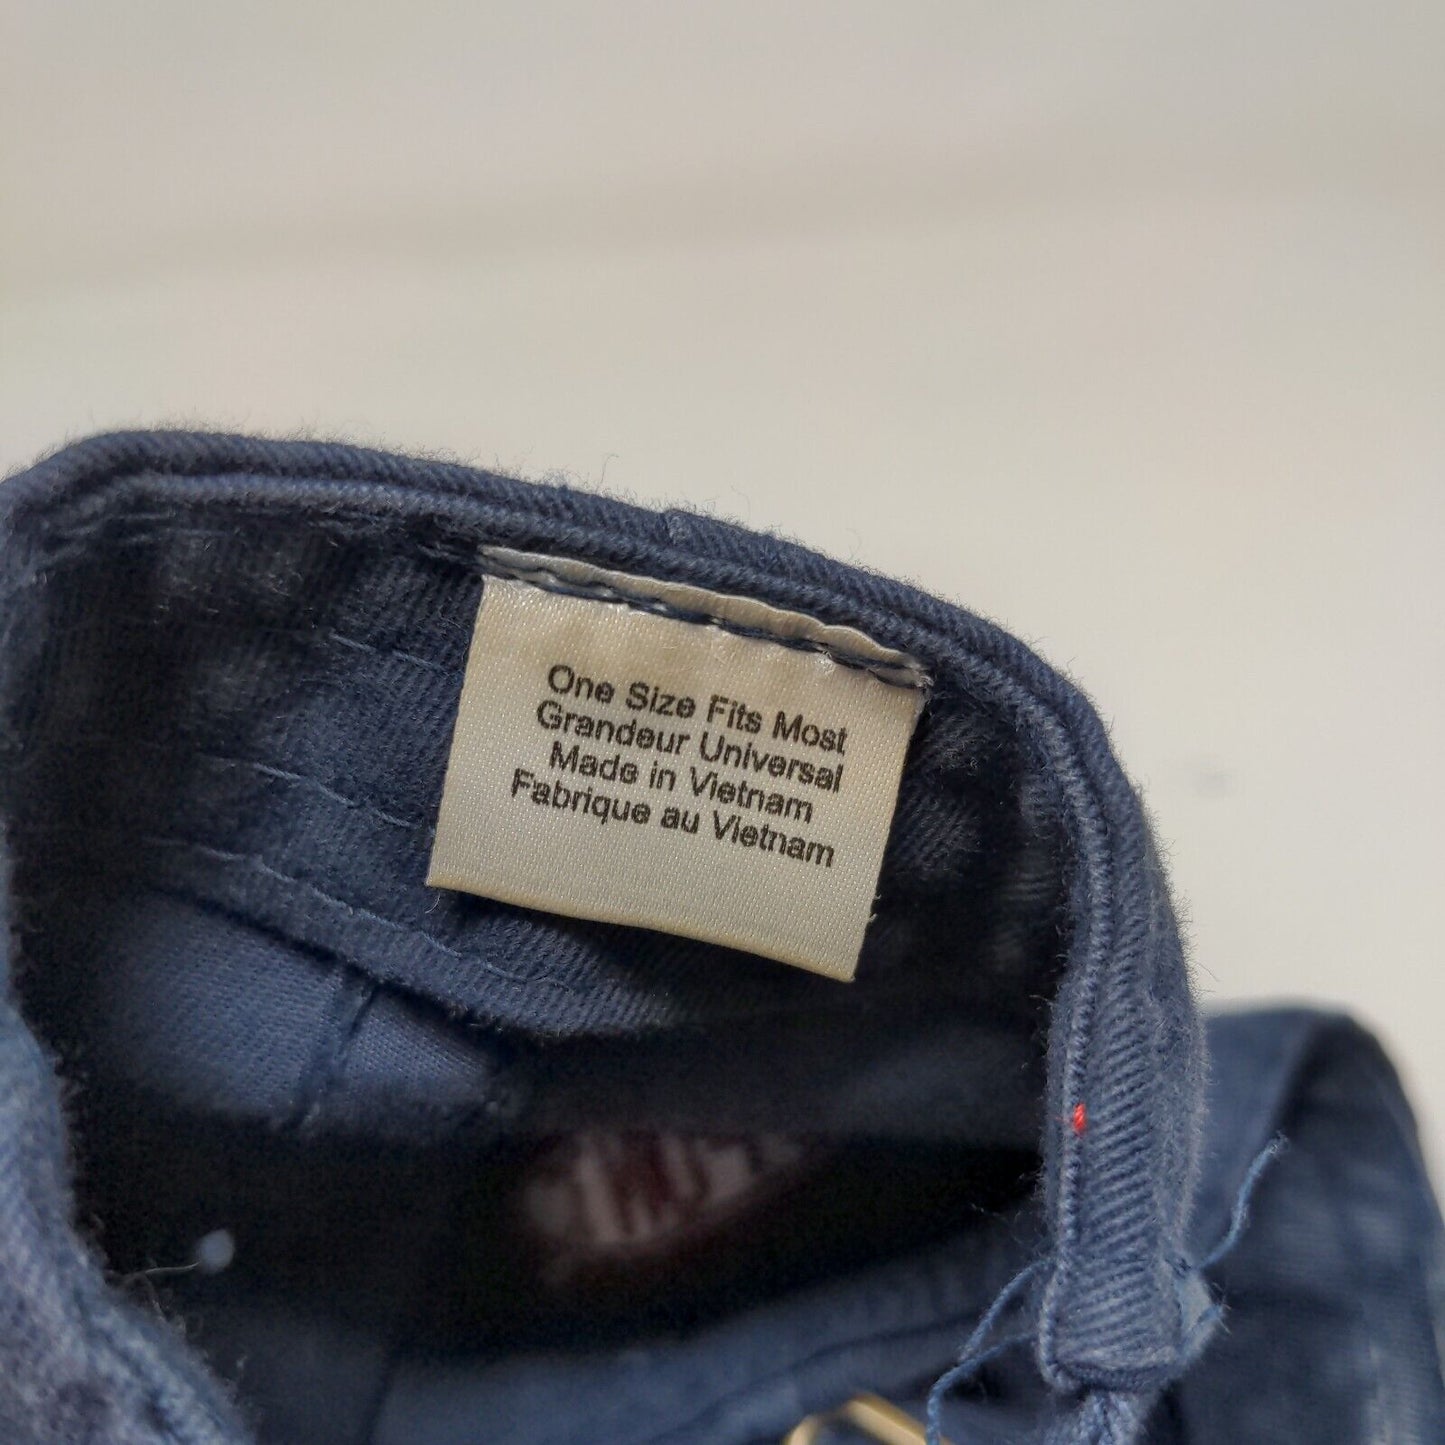 One Size Fits Most
Grandeur Universal
Made in Vietnam
Fabrique au Vietnam